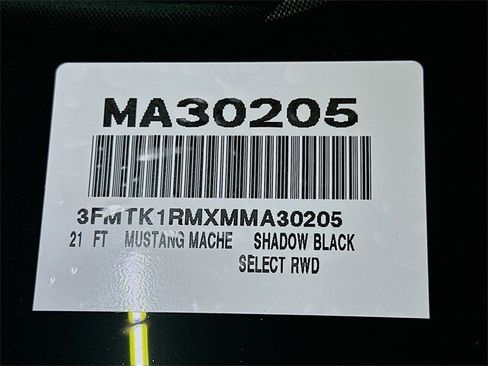 MA30205
3FMTK1RMXMMA30205
21 FT MUSTANG MACHE SHADOW BLACK
SELECT RWD